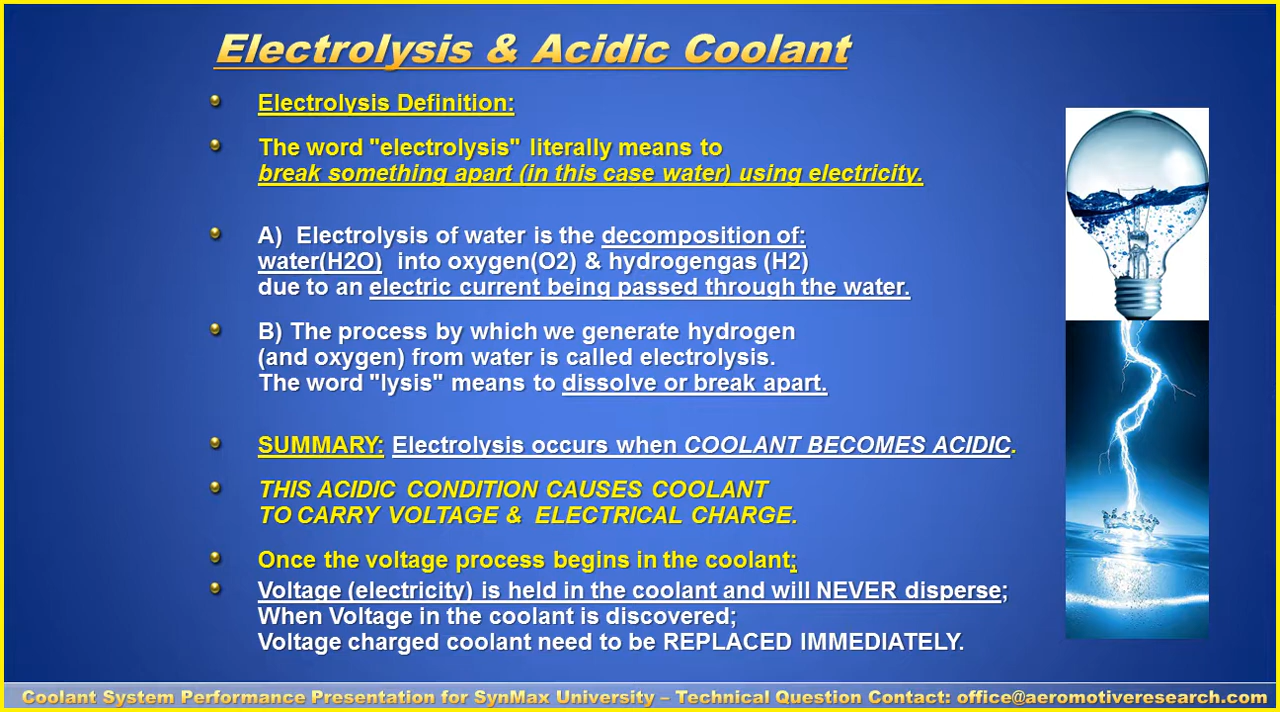 Electrolysis & Acidic Coolant
Electrolysis Definition:
The word "electrolysis" literally means to
break something apart (in this case water) using electricity.
A) Electrolysis of water is the decomposition of:
water(H2O) into oxygen(O2) & hydrogengas (H2)
due to an electric current being passed through the water.
B) The process by which we generate hydrogen
(and oxygen) from water is called electrolysis.
The word "lysis" means to dissolve or break apart.
SUMMARY: Electrolysis occurs when COOLANT BECOMES ACIDIC.
THIS ACIDIC CONDITION CAUSES COOLANT
TO CARRY VOLTAGE & ELECTRICAL CHARGE.
Once the voltage process begins in the coolant;
Voltage (electricity) is held in the coolant and will NEVER disperse;
When Voltage in the coolant is discovered;
Voltage charged coolant need to be REPLACED IMMEDIATELY.
Coolant System Performance Presentation for SynMax University – Technical Question Contact: office@aeromotiveresearch.com